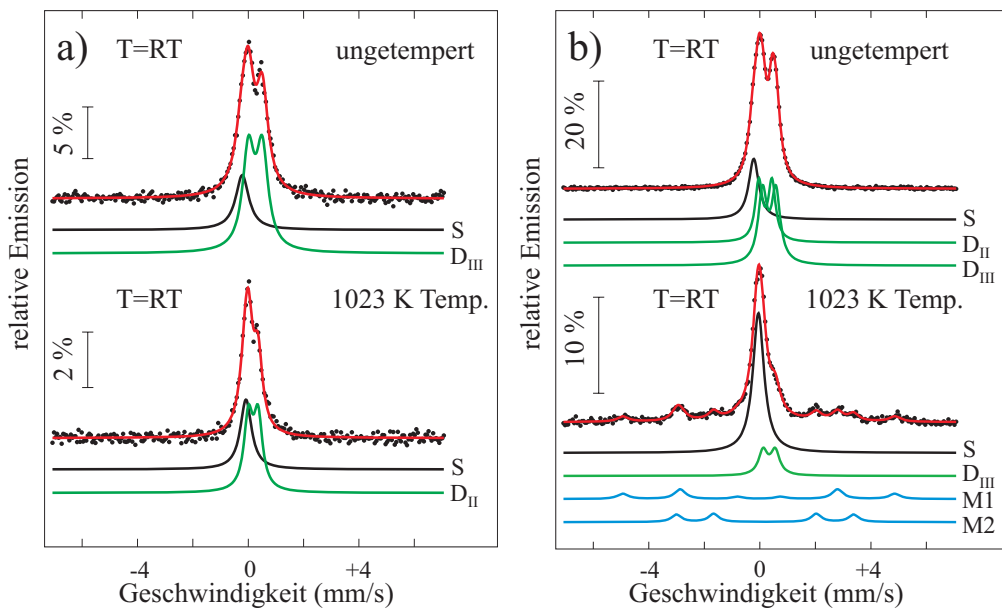 a)
T=RT
ungetempert
5 %
S
D_III
T=RT
1023 K Temp.
2 %
S
D_II
relative Emission
-4
0
+4
Geschwindigkeit (mm/s)
b)
T=RT
ungetempert
20 %
S
D_II
D_III
T=RT
1023 K Temp.
10 %
S
D_III
M1
M2
relative Emission
-4
0
+4
Geschwindigkeit (mm/s)